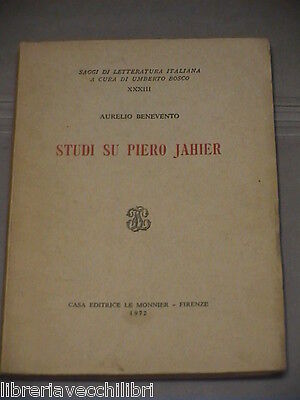 SAGGI DI LETTERATURA ITALIANA
A CURA DI UMBERTO BOSCO
XXXIII
AURELIO BENEVENTO
STUDI SU PIERO JAHIER
CASA EDITRICE LE MONNIER - FIRENZE
1972
libreriavecchilibri